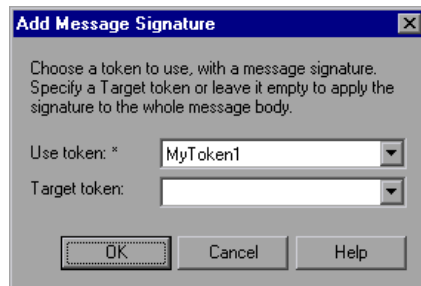 Add Message Signature
Choose a token to use, with a message signature.
Specify a Target token or leave it empty to apply the
signature to the whole message body.
Use token: * MyToken1
Target token:
OK Cancel Help